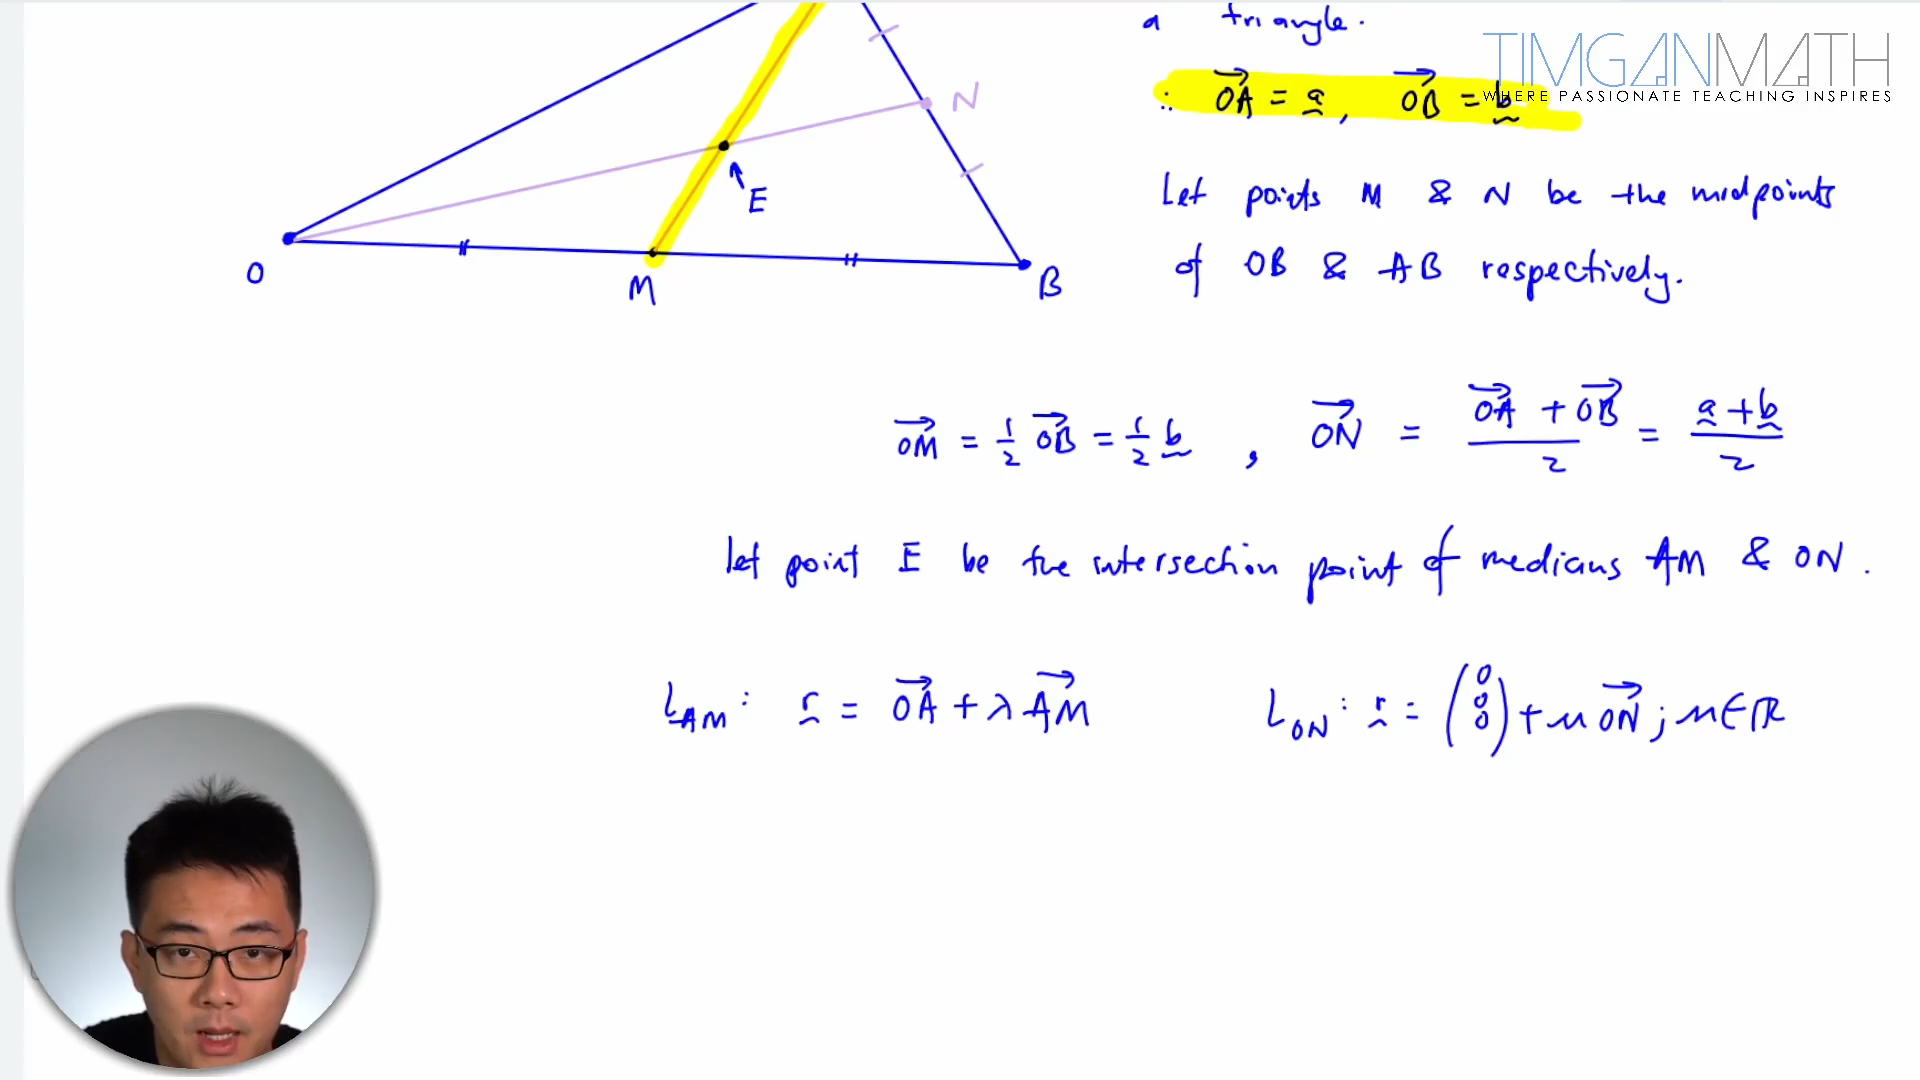 a triangle.
TIMGANMATH
WHERE PASSIONATE TEACHING INSPIRES
∴ OA = a, OB = b
N
Let points M & N be the midpoints
E
of OB & AB respectively.
O
M
B
OM = 1/2 OB = 1/2 b , ON = (OA + OB)/2 = (a + b)/2
let point E be the intersection point of medians AM & ON .
L_AM : r = OA + λ AM
L_ON : r = (0 0 0) + μ ON ; μ ∈ ℝ